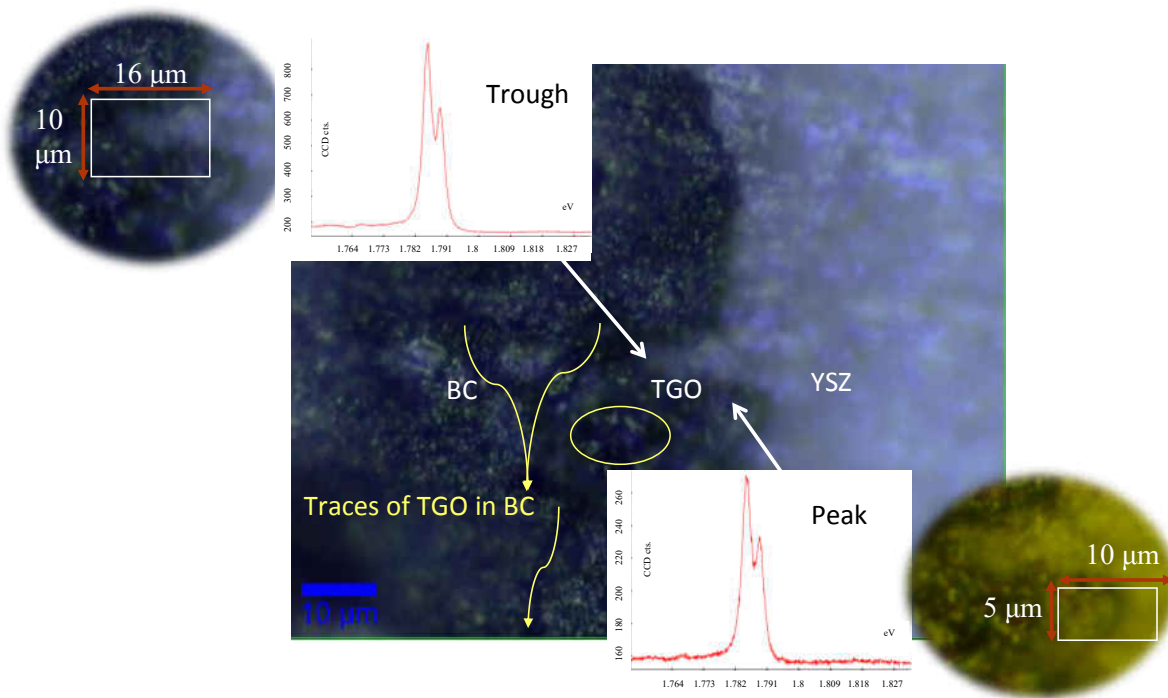 16 μm
10
μm
Trough
800
700
600
500
400
300
200
CCD cts.
eV
1.764 1.773 1.782 1.791 1.8 1.809 1.818 1.827
BC
TGO
YSZ
Traces of TGO in BC
10 μm
Peak
260
240
220
200
180
160
CCD cts.
eV
1.764 1.773 1.782 1.791 1.8 1.809 1.818 1.827
10 μm
5 μm